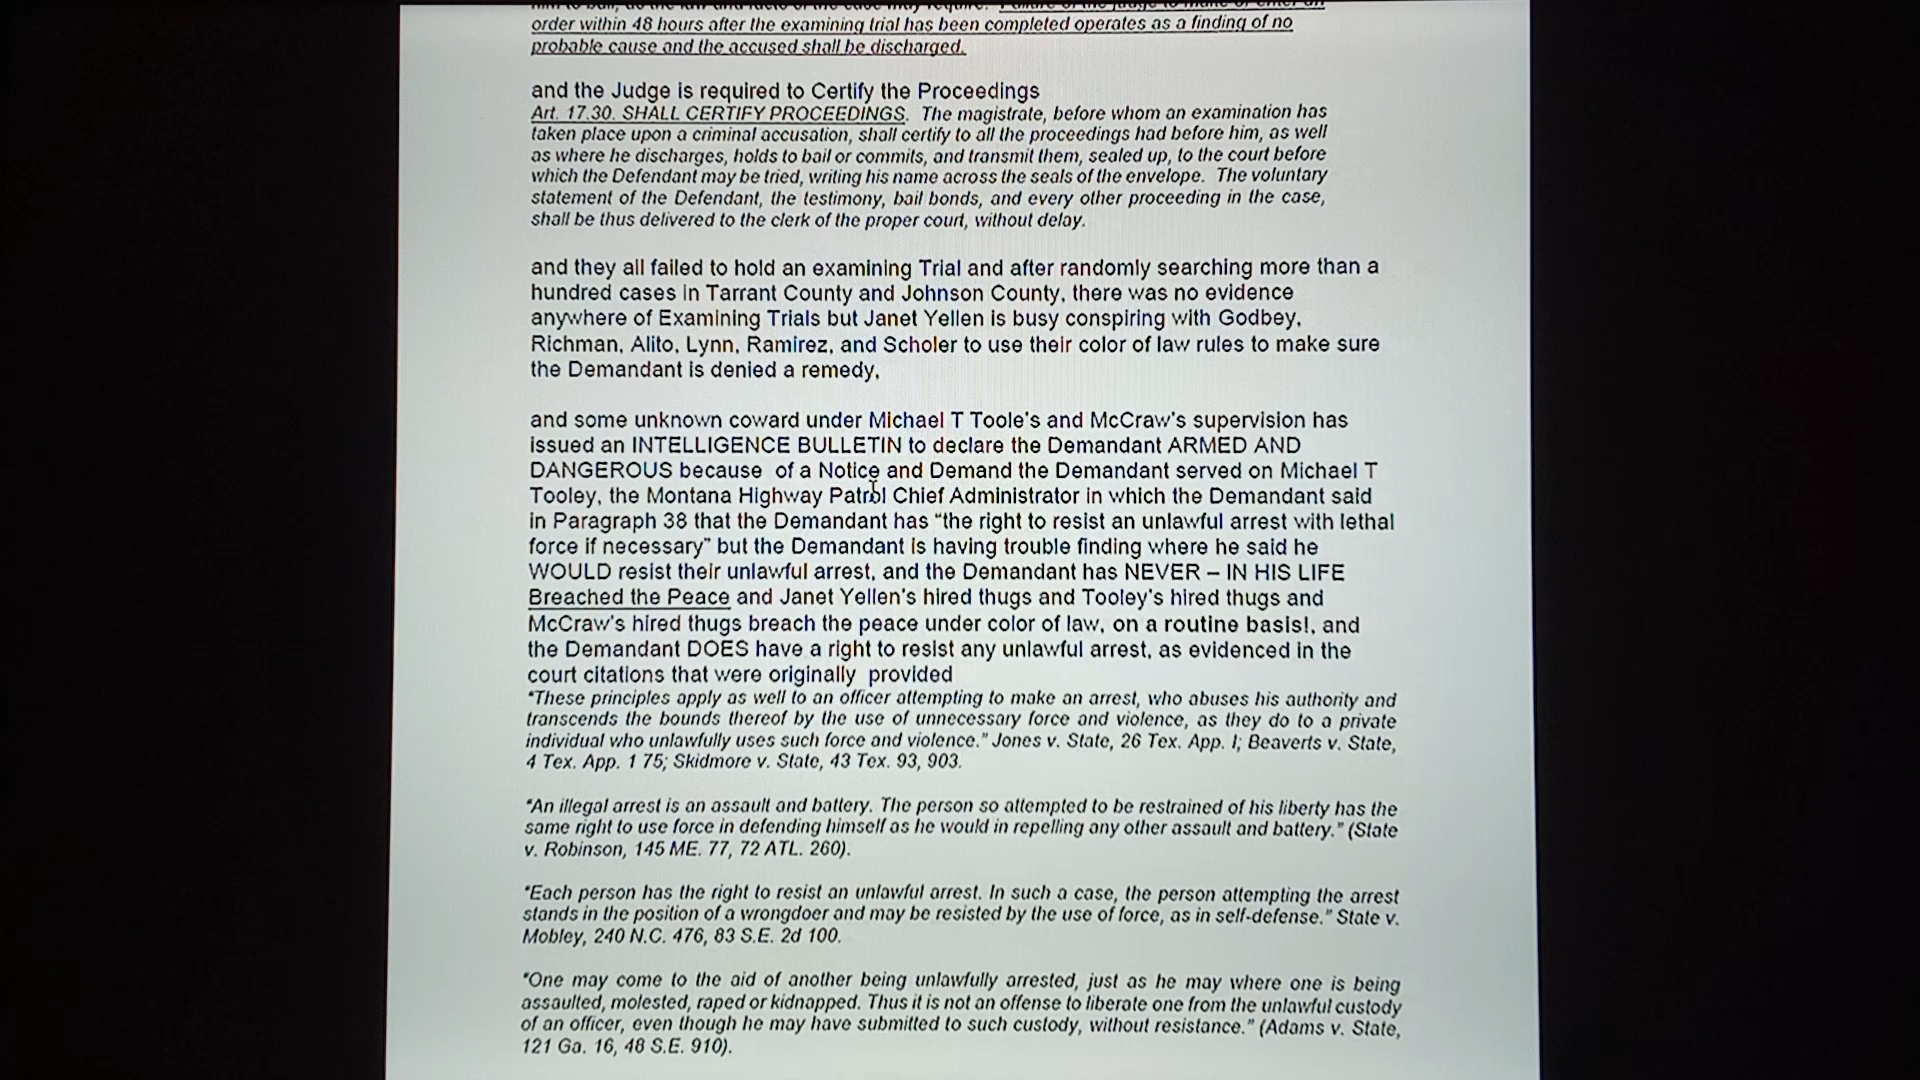 order within 48 hours after the examining trial has been completed operates as a finding of no
probable cause and the accused shall be discharged.
and the Judge is required to Certify the Proceedings
Art. 17.30. SHALL CERTIFY PROCEEDINGS. The magistrate, before whom an examination has
taken place upon a criminal accusation, shall certify to all the proceedings had before him, as well
as where he discharges, holds to bail or commits, and transmit them, sealed up, to the court before
which the Defendant may be tried, writing his name across the seals of the envelope. The voluntary
statement of the Defendant, the testimony, bail bonds, and every other proceeding in the case,
shall be thus delivered to the clerk of the proper court, without delay.
and they all failed to hold an examining Trial and after randomly searching more than a
hundred cases in Tarrant County and Johnson County, there was no evidence
anywhere of Examining Trials but Janet Yellen is busy conspiring with Godbey,
Richman, Alito, Lynn, Ramirez, and Scholer to use their color of law rules to make sure
the Demandant is denied a remedy,
and some unknown coward under Michael T Toole's and McCraw's supervision has
issued an INTELLIGENCE BULLETIN to declare the Demandant ARMED AND
DANGEROUS because of a Notice and Demand the Demandant served on Michael T
Tooley, the Montana Highway Patrol Chief Administrator in which the Demandant said
in Paragraph 38 that the Demandant has “the right to resist an unlawful arrest with lethal
force if necessary” but the Demandant is having trouble finding where he said he
WOULD resist their unlawful arrest, and the Demandant has NEVER – IN HIS LIFE
Breached the Peace and Janet Yellen's hired thugs and Tooley's hired thugs and
McCraw's hired thugs breach the peace under color of law, on a routine basis!, and
the Demandant DOES have a right to resist any unlawful arrest, as evidenced in the
court citations that were originally provided
“These principles apply as well to an officer attempting to make an arrest, who abuses his authority and
transcends the bounds thereof by the use of unnecessary force and violence, as they do to a private
individual who unlawfully uses such force and violence.” Jones v. State, 26 Tex. App. I; Beaverts v. State,
4 Tex. App. 1 75; Skidmore v. State, 43 Tex. 93, 903.
“An illegal arrest is an assault and battery. The person so attempted to be restrained of his liberty has the
same right to use force in defending himself as he would in repelling any other assault and battery.” (State
v. Robinson, 145 ME. 77, 72 ATL. 260).
“Each person has the right to resist an unlawful arrest. In such a case, the person attempting the arrest
stands in the position of a wrongdoer and may be resisted by the use of force, as in self-defense.” State v.
Mobley, 240 N.C. 476, 83 S.E. 2d 100.
“One may come to the aid of another being unlawfully arrested, just as he may where one is being
assaulted, molested, raped or kidnapped. Thus it is not an offense to liberate one from the unlawful custody
of an officer, even though he may have submitted to such custody, without resistance.” (Adams v. State,
121 Ga. 16, 48 S.E. 910).